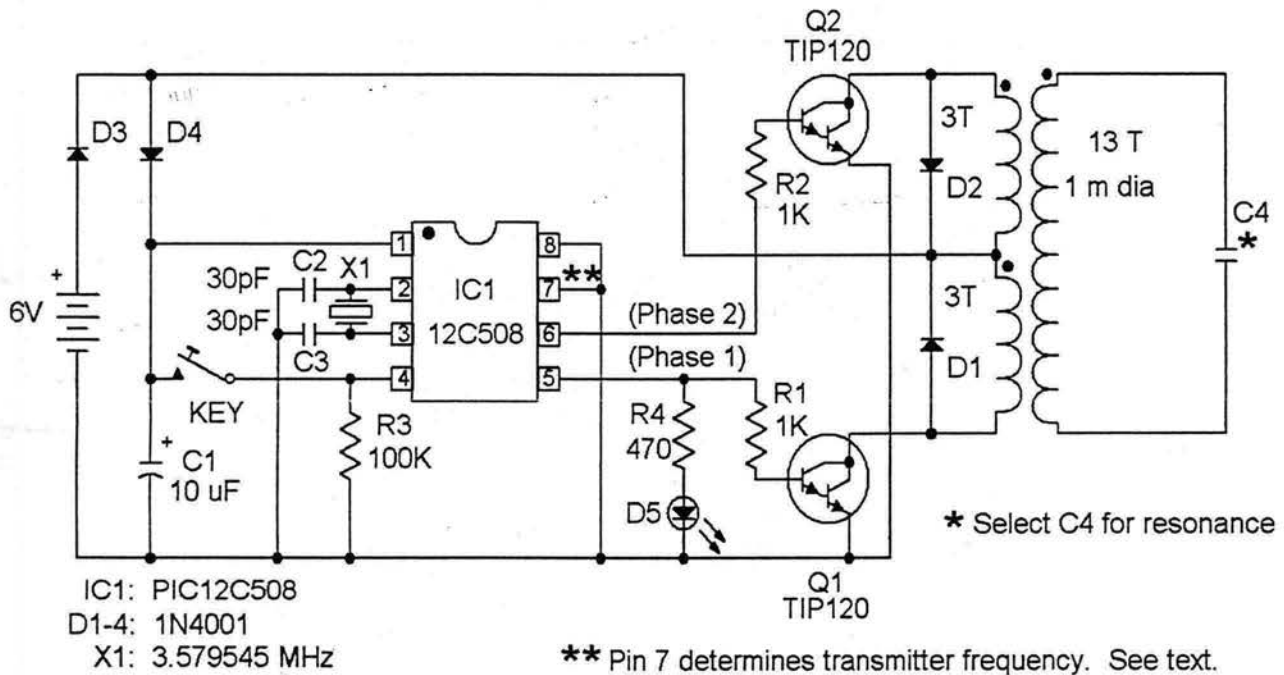 Q2
TIP120
D3
D4
3T
13 T
1 m dia
R2
1K
D2
C4
*
+
6V
30pF
C2
X1
30pF
C3
1
2
3
4
IC1
12C508
8
7
6
5
**
(Phase 2)
(Phase 1)
3T
D1
KEY
R3
100K
R4
470
R1
1K
+
C1
10 uF
D5
* Select C4 for resonance
Q1
TIP120
IC1: PIC12C508
D1-4: 1N4001
X1: 3.579545 MHz
** Pin 7 determines transmitter frequency. See text.